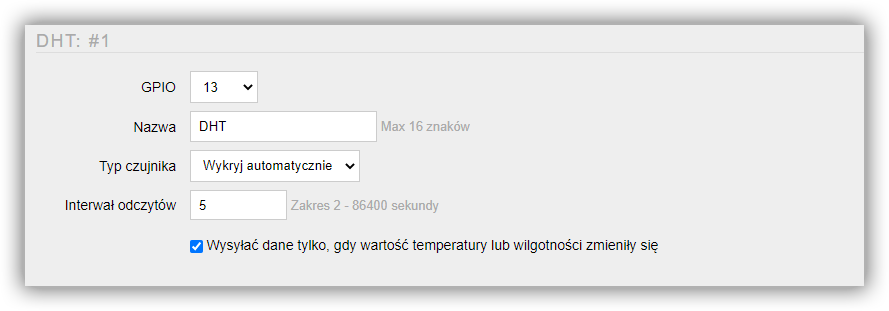 DHT: #1
GPIO 13
Nazwa DHT Max 16 znaków
Typ czujnika Wykryj automatycznie
Interwał odczytów 5 Zakres 2 - 86400 sekundy
Wysyłać dane tylko, gdy wartość temperatury lub wilgotności zmieniły się